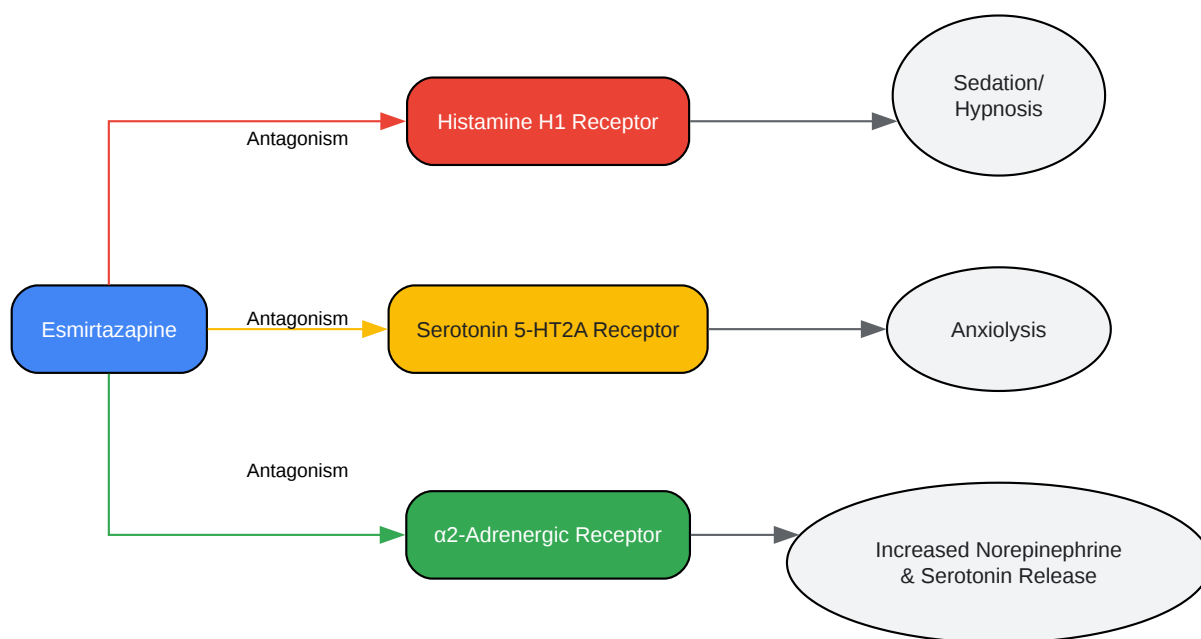 Sedation/
Hypnosis
Histamine H1 Receptor
Antagonism
Esmirtazapine
Antagonism
Serotonin 5-HT2A Receptor
Anxiolysis
Antagonism
α2-Adrenergic Receptor
Increased Norepinephrine
& Serotonin Release